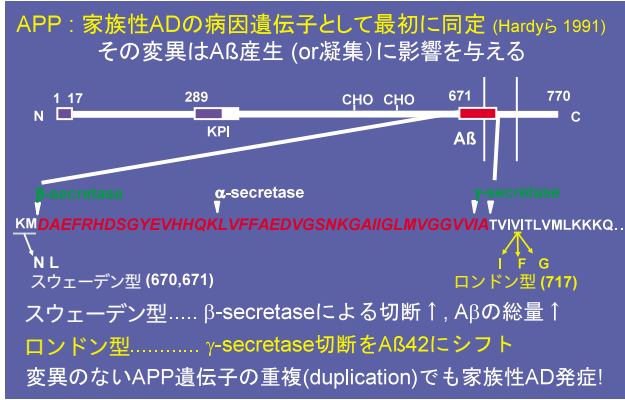 APP : 家族性ADの病因遺伝子として最初に同定 (Hardyら 1991)
その変異はAß産生 (or凝集) に影響を与える
1 17 289 CHO CHO 671 770
N KPI Aß C
β-secretase α-secretase γ-secretase
KMDAEFRHDSGYEVHHQKLVFFAEDVGSNKGAIIGLMVGGVVIATVIVITLVMLKKKQ..
N L I F G
スウェーデン型 (670,671) ロンドン型 (717)
スウェーデン型..... β-secretaseによる切断↑, Aβの総量↑
ロンドン型............ γ-secretase切断をAß42にシフト
変異のないAPP遺伝子の重複(duplication)でも家族性AD発症!